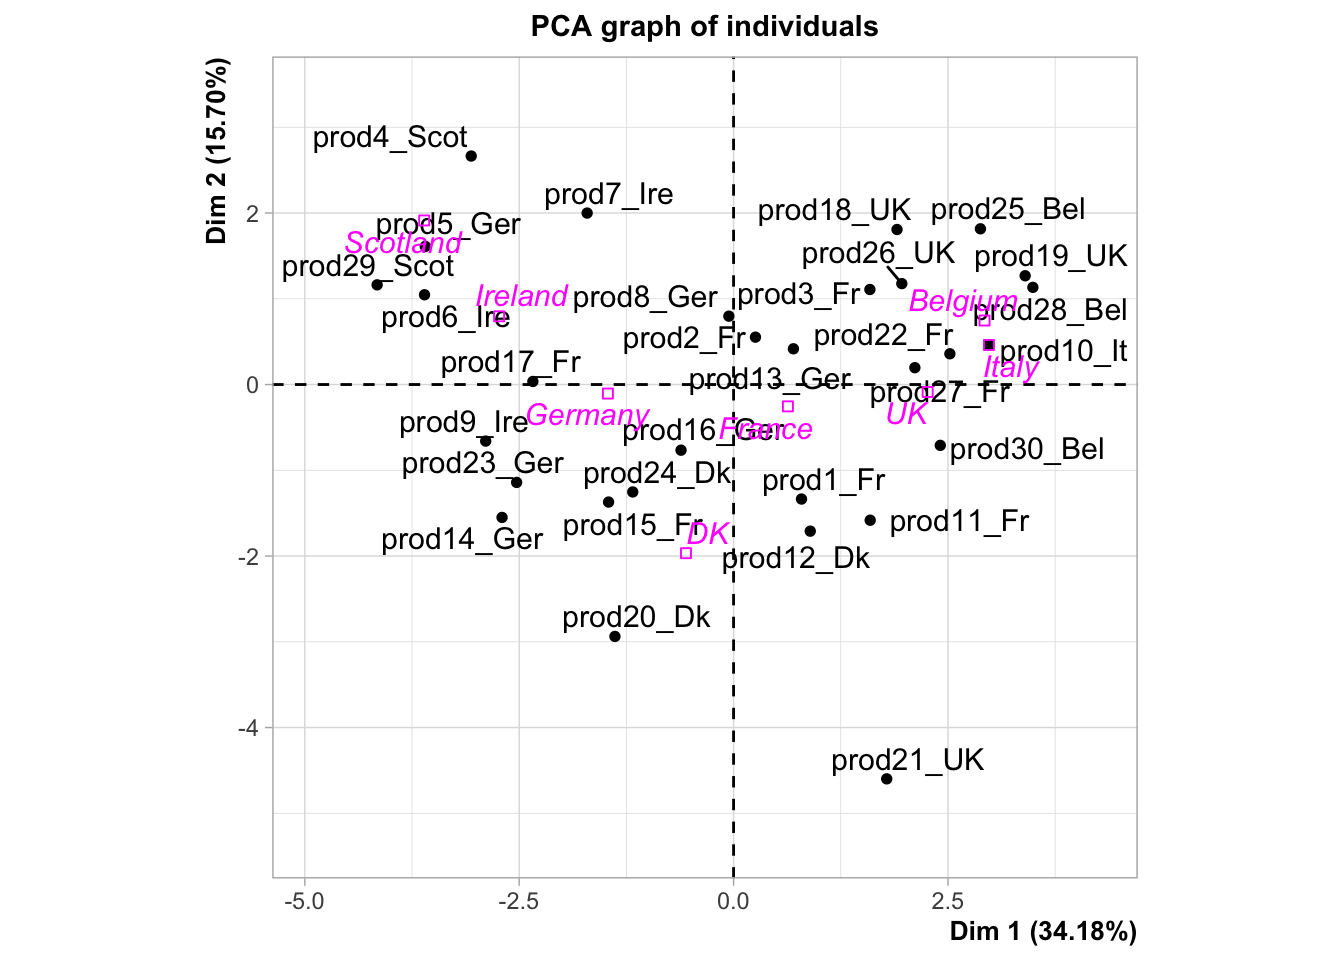 PCA graph of individuals
Dim 2 (15.70%)
prod4_Scot
prod7_Ire
prod18_UK
prod25_Bel
2
prod5_Ger
Scotland
prod26_UK
prod19_UK
prod29_Scot
Ireland
prod8_Ger
prod3_Fr
Belgium
prod28_Bel
prod6_Ire
prod2_Fr
prod22_Fr
prod10_It
prod17_Fr
Italy
prod13_Ger
0
prod27_Fr
Germany
UK
prod9_Ire
prod16_Ger
France
prod30_Bel
prod23_Ger
prod24_Dk
prod1_Fr
prod15_Fr
prod11_Fr
DK
prod14_Ger
-2
prod12_Dk
prod20_Dk
-4
prod21_UK
-5.0
-2.5
0.0
2.5
Dim 1 (34.18%)